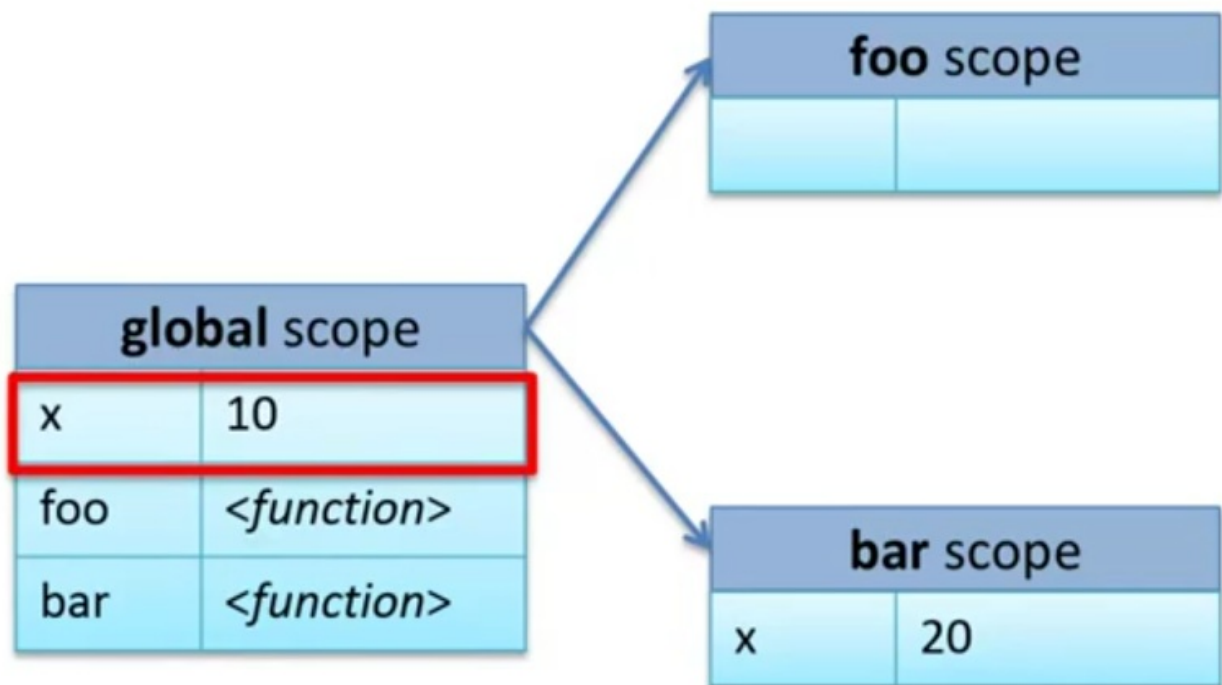 foo scope
global scope
x 10
foo <function>
bar <function>
bar scope
x 20